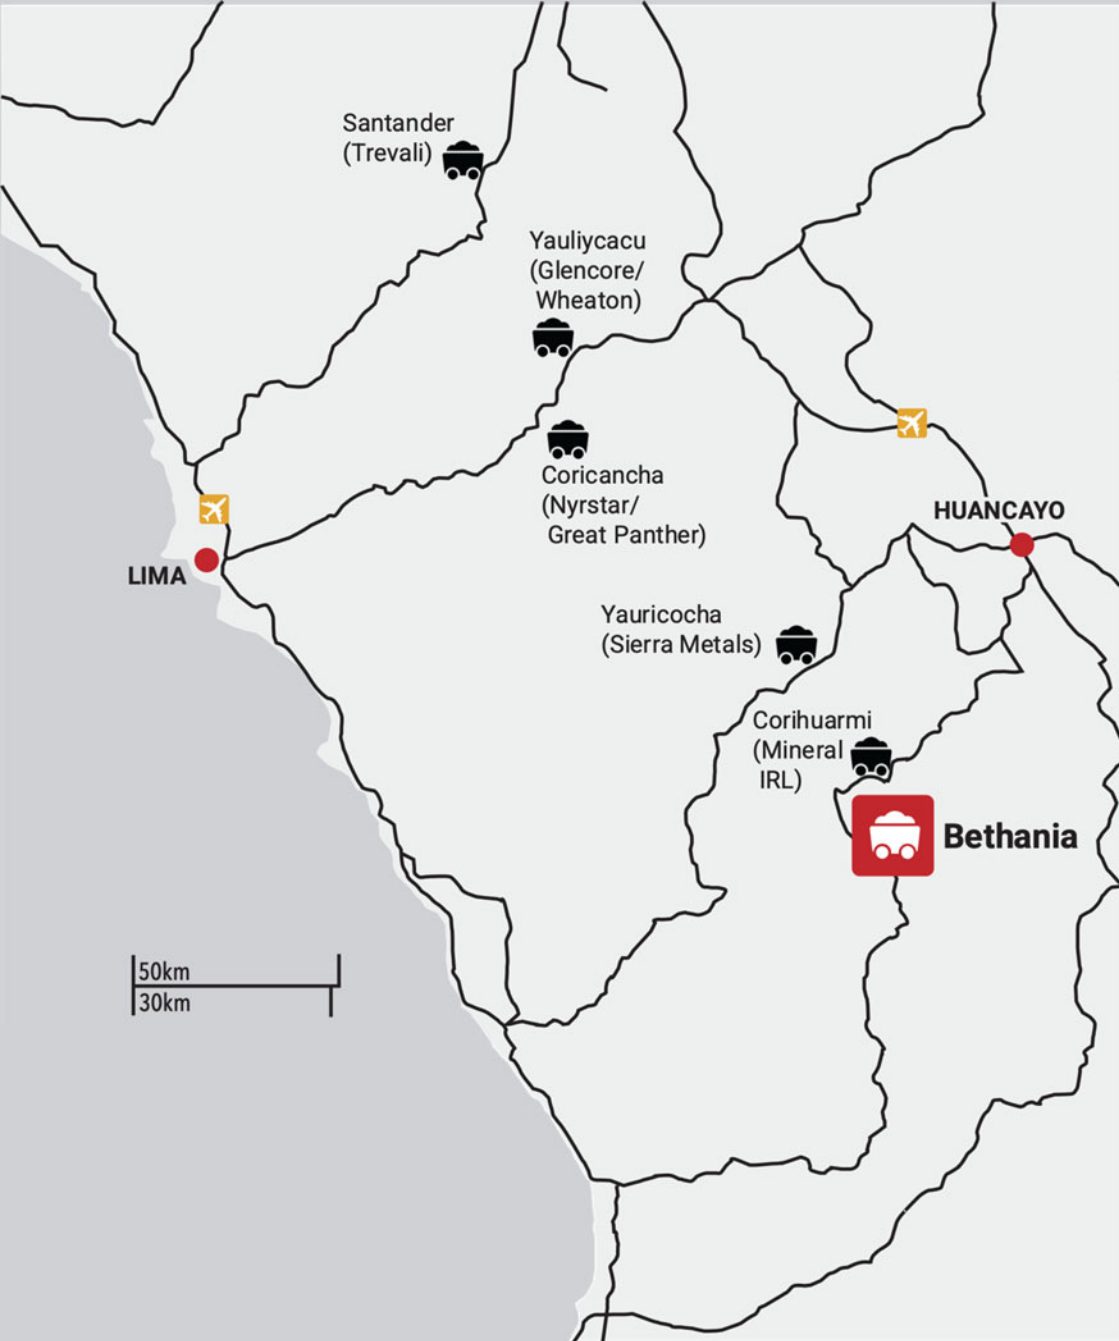 Santander
(Trevali)
Yauliycacu
(Glencore/
Wheaton)
Coricancha
(Nyrstar/
Great Panther)
HUANCAYO
LIMA
Yauricocha
(Sierra Metals)
Corihuarmi
(Mineral
IRL)
Bethania
50km
30km